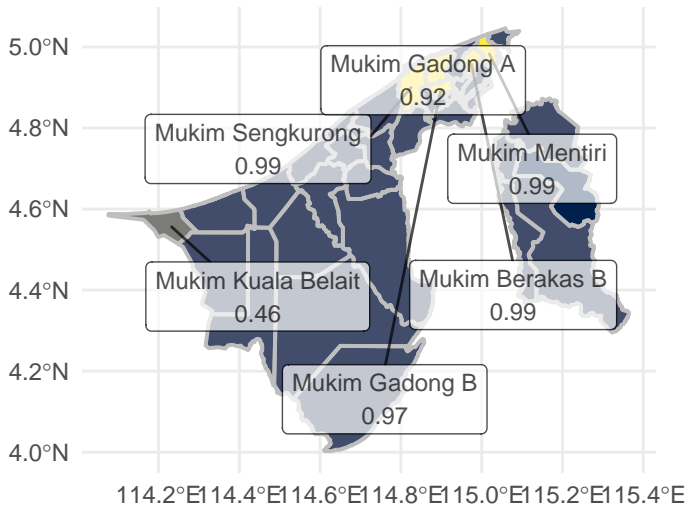 5.0°N
4.8°N
4.6°N
4.4°N
4.2°N
4.0°N
Mukim Gadong A
0.92
Mukim Sengkurong
0.99
Mukim Mentiri
0.99
Mukim Kuala Belait
0.46
Mukim Berakas B
0.99
Mukim Gadong B
0.97
114.2°E114.4°E114.6°E114.8°E115.0°E115.2°E115.4°E